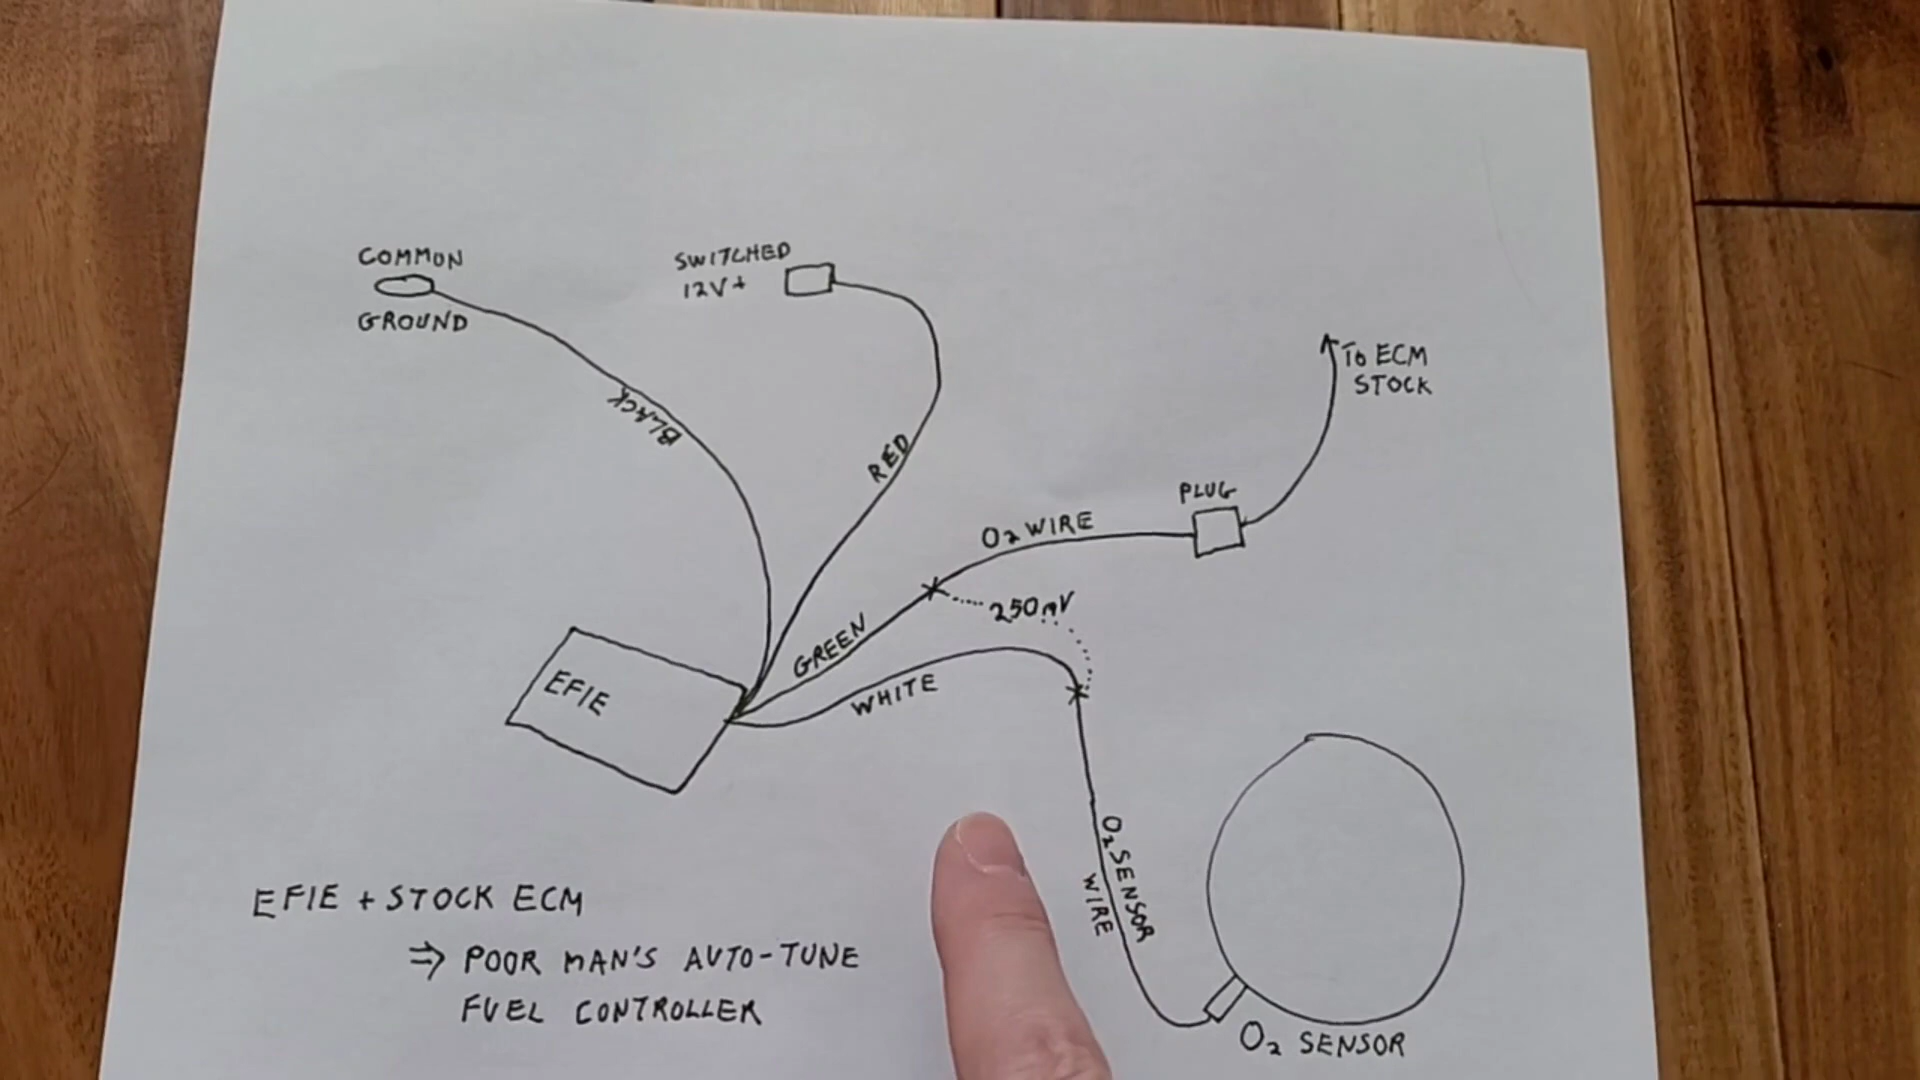 COMMON
GROUND
SWITCHED
12V+
BLACK
RED
TO ECM
STOCK
PLUG
O₂ WIRE
250mV
GREEN
WHITE
EFIE
O₂ SENSOR
WIRE
EFIE + STOCK ECM
⇒ POOR MAN'S AUTO-TUNE
FUEL CONTROLLER
O₂ SENSOR